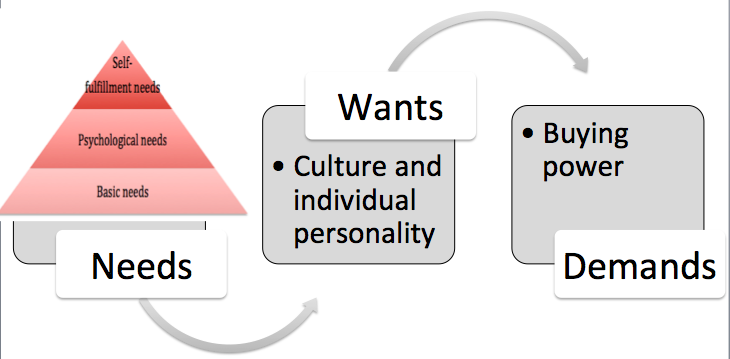 Self-
fulfillment needs
Psychological needs
Basic needs
Needs
Wants
• Culture and
individual
personality
• Buying
power
Demands